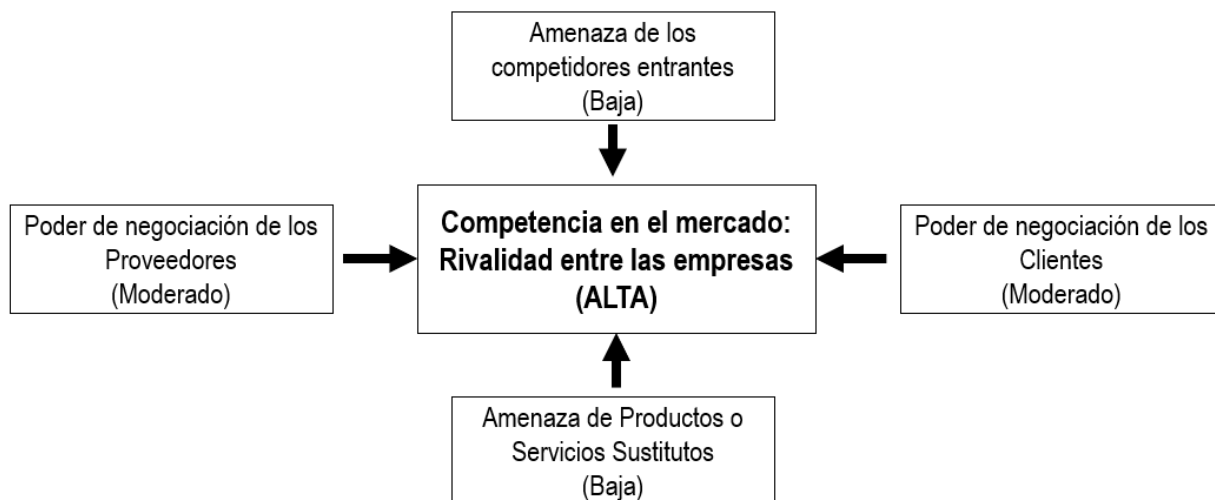 Amenaza de los
competidores entrantes
(Baja)
Poder de negociación de los
Proveedores
(Moderado)
Competencia en el mercado:
Rivalidad entre las empresas
(ALTA)
Poder de negociación de los
Clientes
(Moderado)
Amenaza de Productos o
Servicios Sustitutos
(Baja)